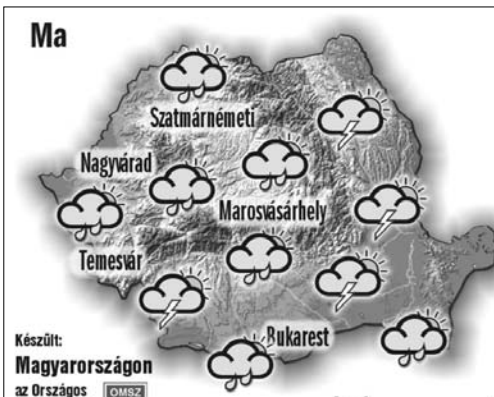 Ma
Szatmárnémeti
Nagyvárad
Marosvásárhely
Temesvár
Bukarest
Készült:
Magyarországon
az Országos
OMSZ